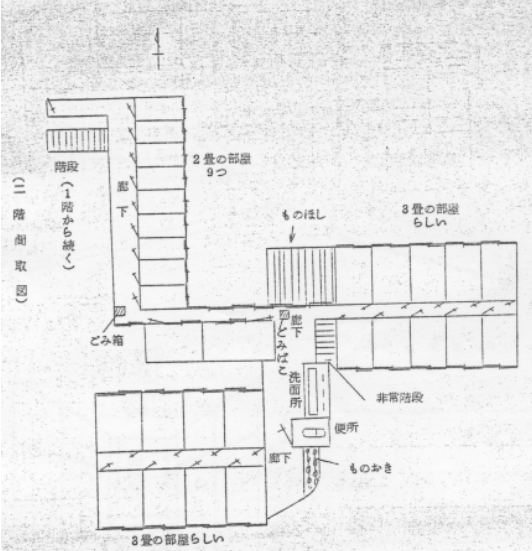 ２畳の部屋
９つ
階段
（１階から続く）
廊下
（二階間取図）
ものほし
３畳の部屋
らしい
ごみ箱
廊下
ごみばこ
洗面所
非常階段
便所
廊下
ものおき
３畳の部屋らしい